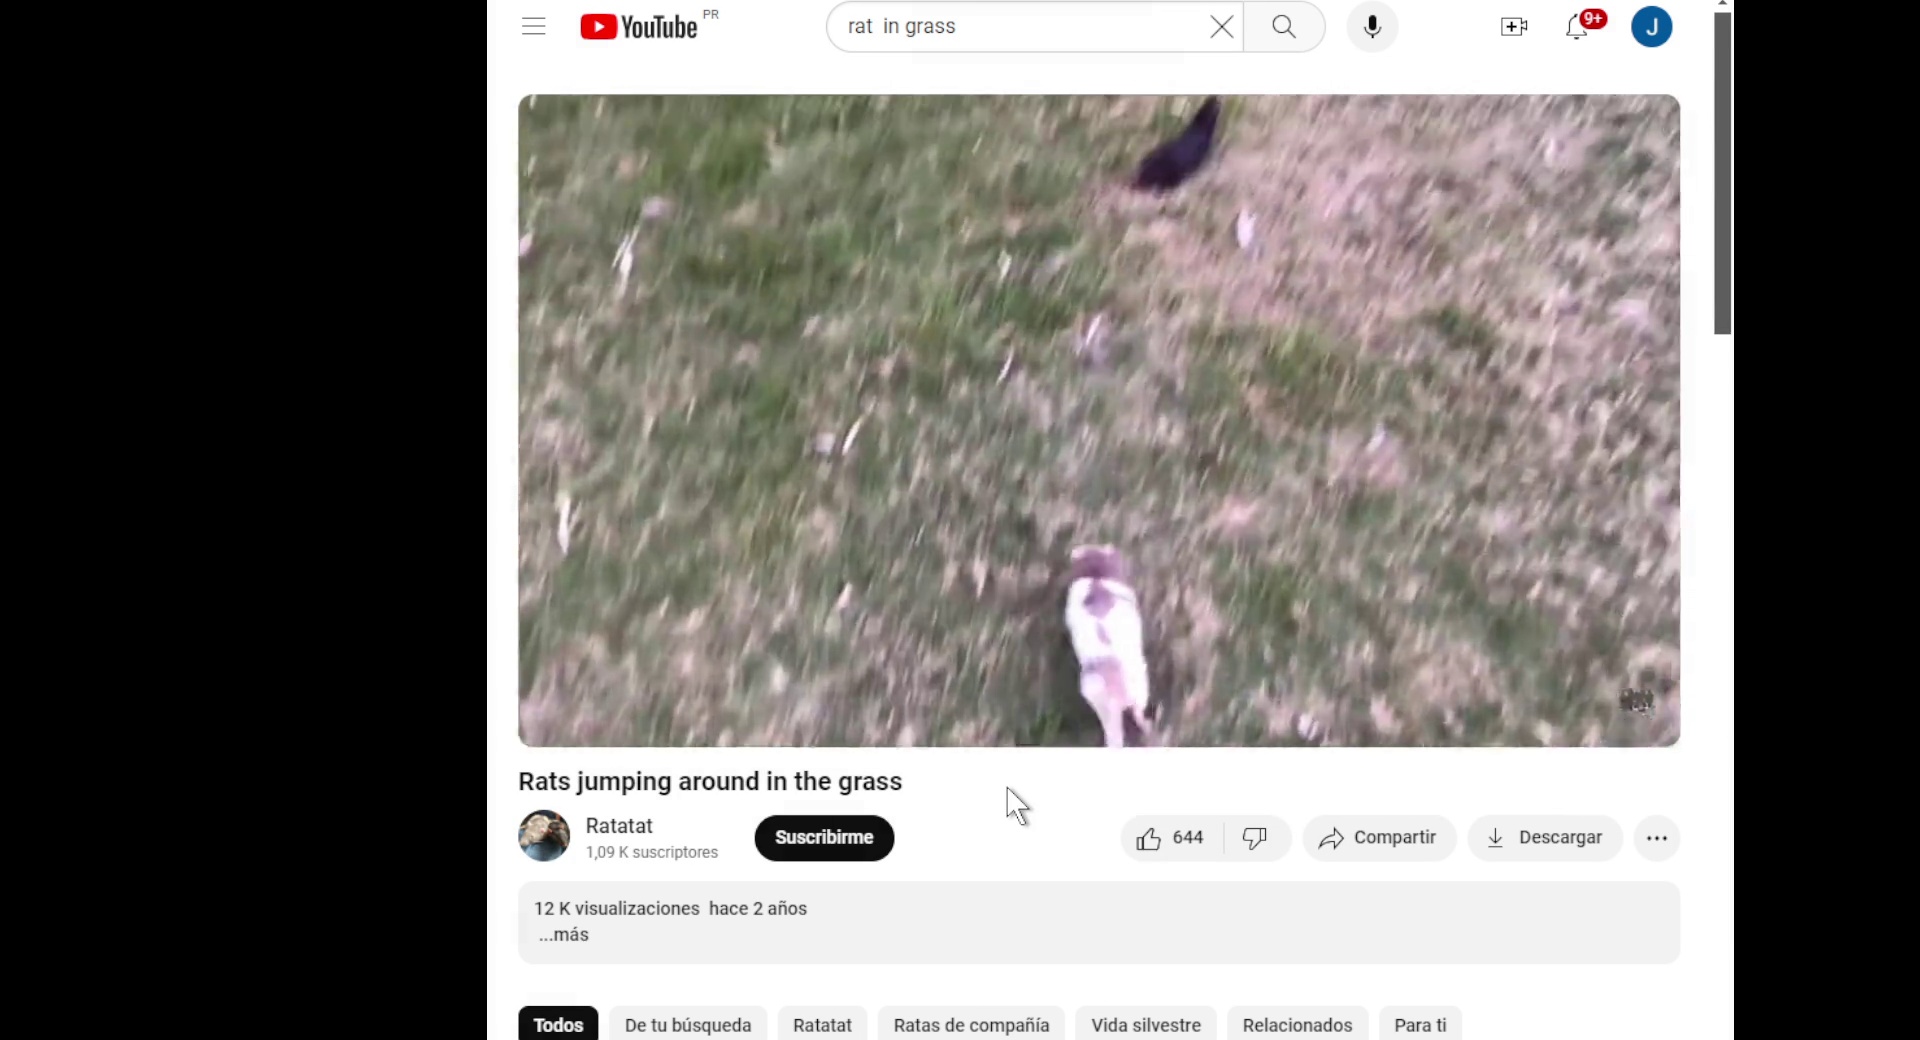 YouTube PR
rat in grass
9+
J
Rats jumping around in the grass
Ratatat
1,09 K suscriptores
Suscribirme
644
Compartir
Descargar
12 K visualizaciones hace 2 años
...más
Todos
De tu búsqueda
Ratatat
Ratas de compañía
Vida silvestre
Relacionados
Para ti